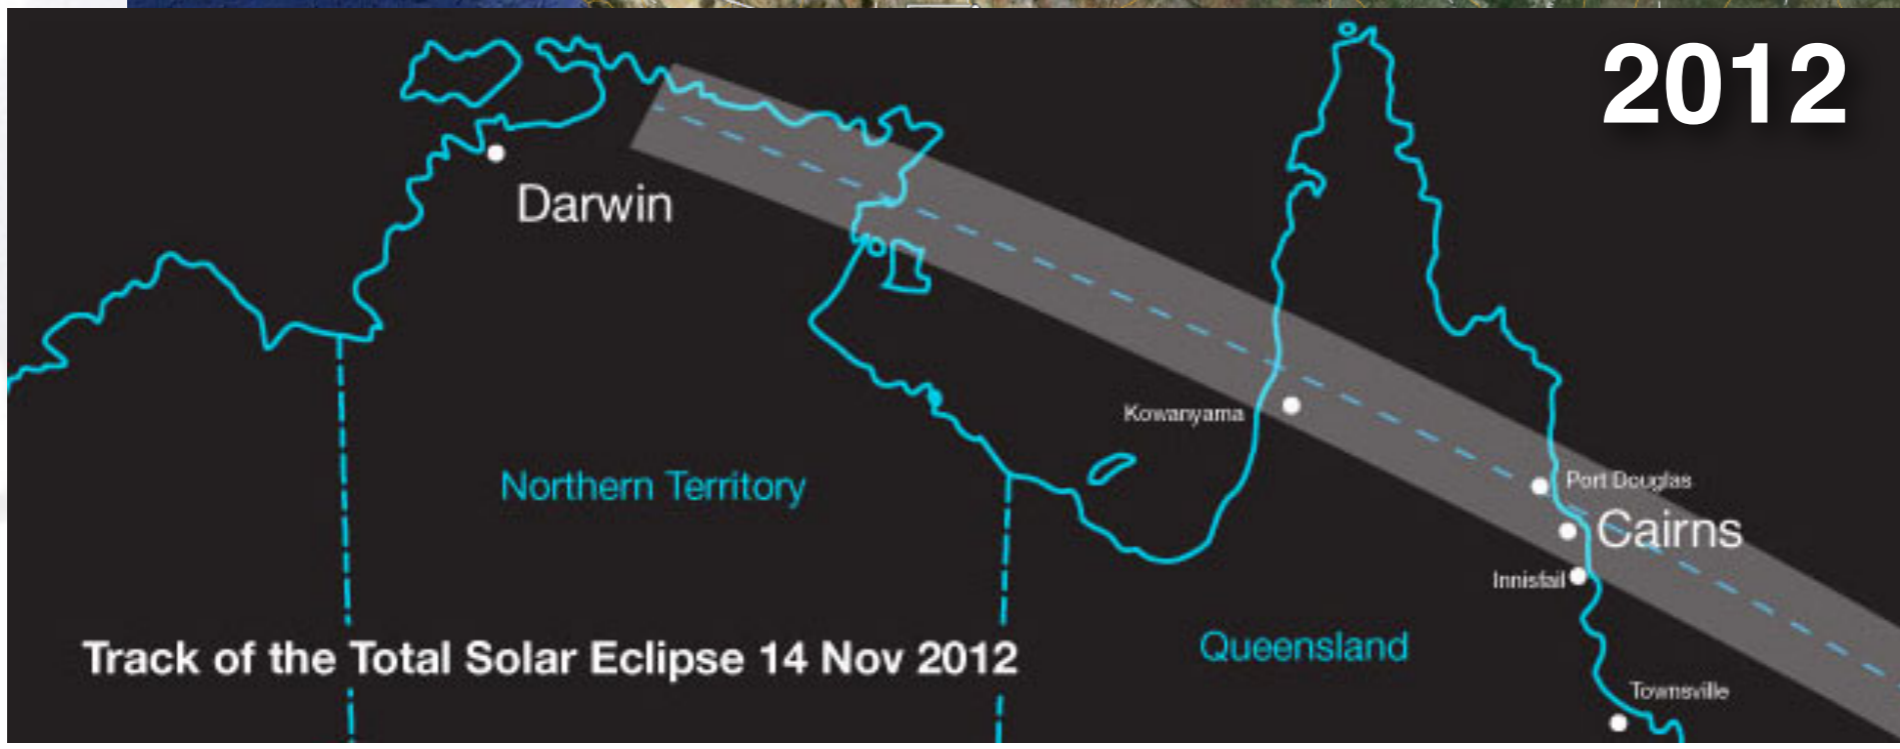 2012
Darwin
Kowanyama
Northern Territory
Port Douglas
Cairns
Innisfail
Queensland
Track of the Total Solar Eclipse 14 Nov 2012
Townsville